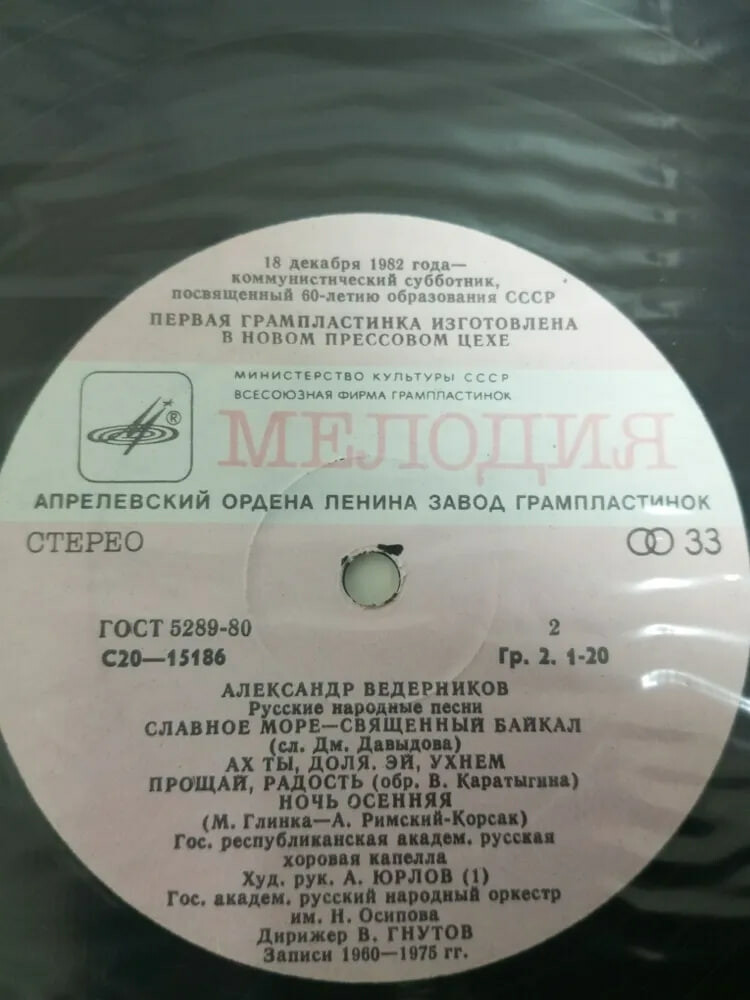 18 декабря 1982 года—
коммунистический субботник,
посвященный 60-летию образования СССР
ПЕРВАЯ ГРАМПЛАСТИНКА ИЗГОТОВЛЕНА
В НОВОМ ПРЕССОВОМ ЦЕХЕ
МИНИСТЕРСТВО КУЛЬТУРЫ СССР
ВСЕСОЮЗНАЯ ФИРМА ГРАМПЛАСТИНОК
®
МЕЛОДИЯ
АПРЕЛЕВСКИЙ ОРДЕНА ЛЕНИНА ЗАВОД ГРАМПЛАСТИНОК
СТЕРЕО 33
ГОСТ 5289-80 2
С20—15186 Гр. 2. 1-20
АЛЕКСАНДР ВЕДЕРНИКОВ
Русские народные песни
СЛАВНОЕ МОРЕ—СВЯЩЕННЫЙ БАЙКАЛ
(сл. Дм. Давыдова)
АХ ТЫ, ДОЛЯ. ЭЙ, УХНЕМ
ПРОЩАЙ, РАДОСТЬ (обр. В. Каратыгина)
НОЧЬ ОСЕННЯЯ
(М. Глинка—А. Римский-Корсак)
Гос. республиканская академ. русская
хоровая капелла
Худ. рук. А. ЮРЛОВ (1)
Гос. академ. русский народный оркестр
им. Н. Осипова
Дирижер В. ГНУТОВ
Записи 1960—1975 гг.